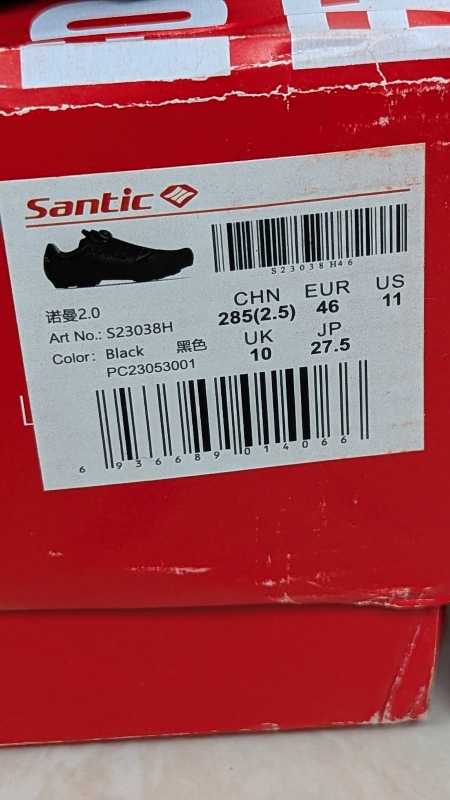 Santic
S23038H46
诺曼2.0
Art No.: S23038H
Color: Black 黑色
PC23053001
CHN EUR US
285(2.5) 46 11
UK JP
10 27.5
6 936689 014066